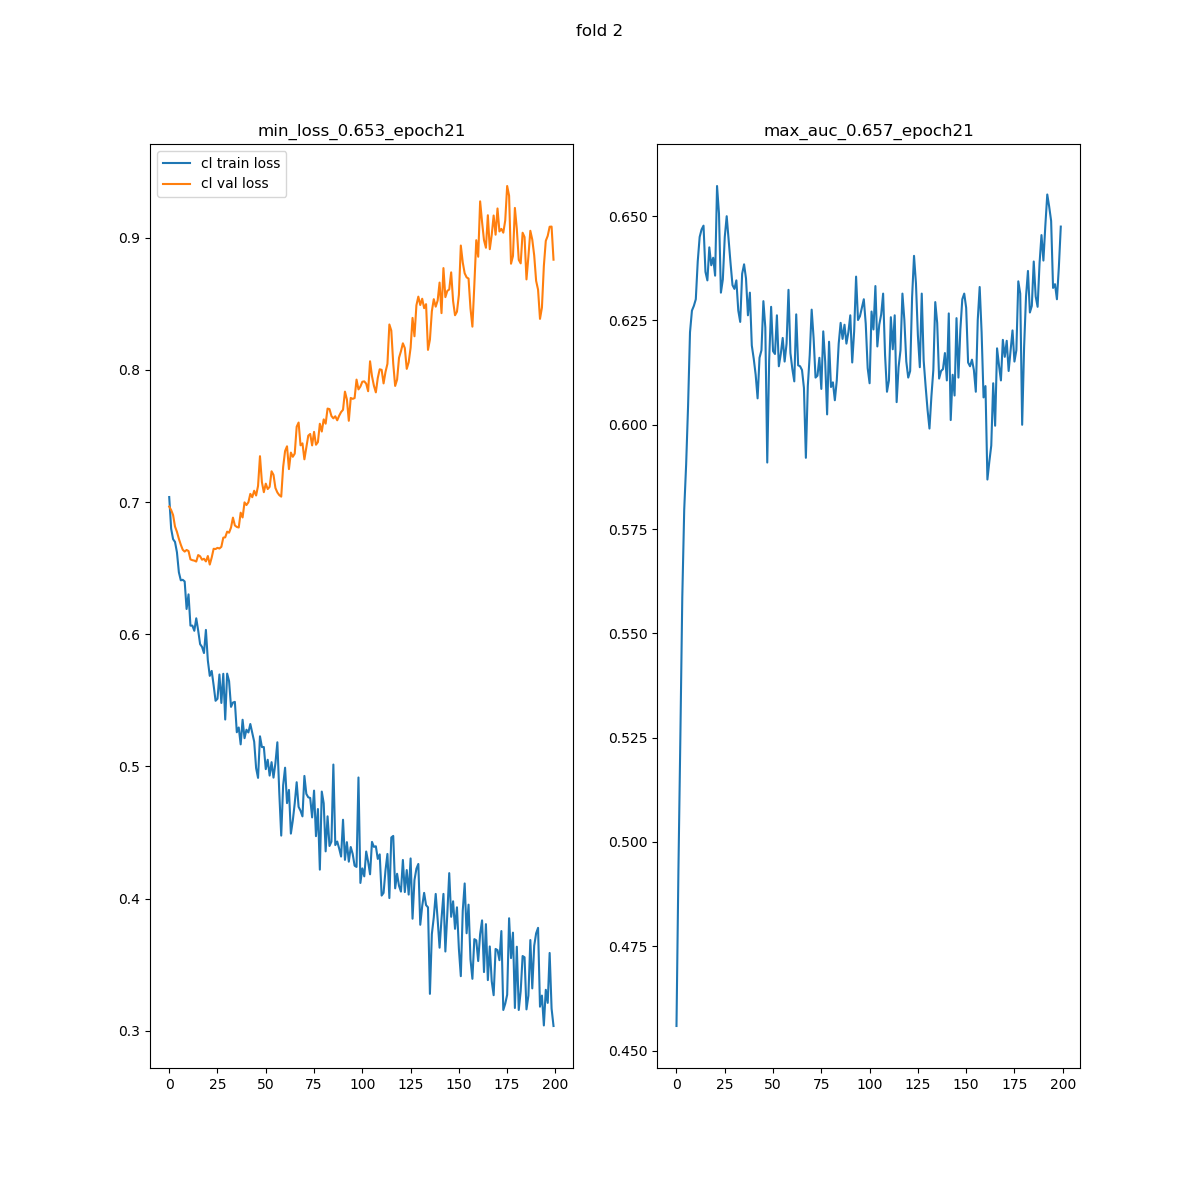 fold 2
min_loss_0.653_epoch21
cl train loss
cl val loss
0.9
0.8
0.7
0.6
0.5
0.4
0.3
0 25 50 75 100 125 150 175 200
max_auc_0.657_epoch21
0.650
0.625
0.600
0.575
0.550
0.525
0.500
0.475
0.450
0 25 50 75 100 125 150 175 200